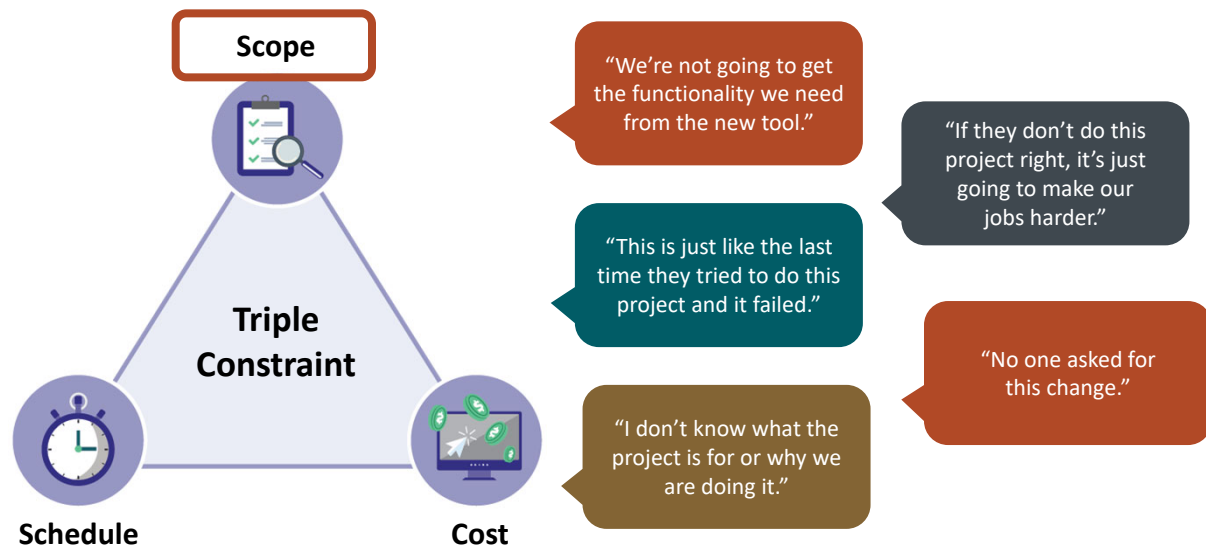 Scope
Triple
Constraint
Schedule
Cost
“We’re not going to get
the functionality we need
from the new tool.”
“If they don’t do this
project right, it’s just
going to make our
jobs harder.”
“This is just like the last
time they tried to do this
project and it failed.”
“No one asked for
this change.”
“I don’t know what the
project is for or why we
are doing it.”